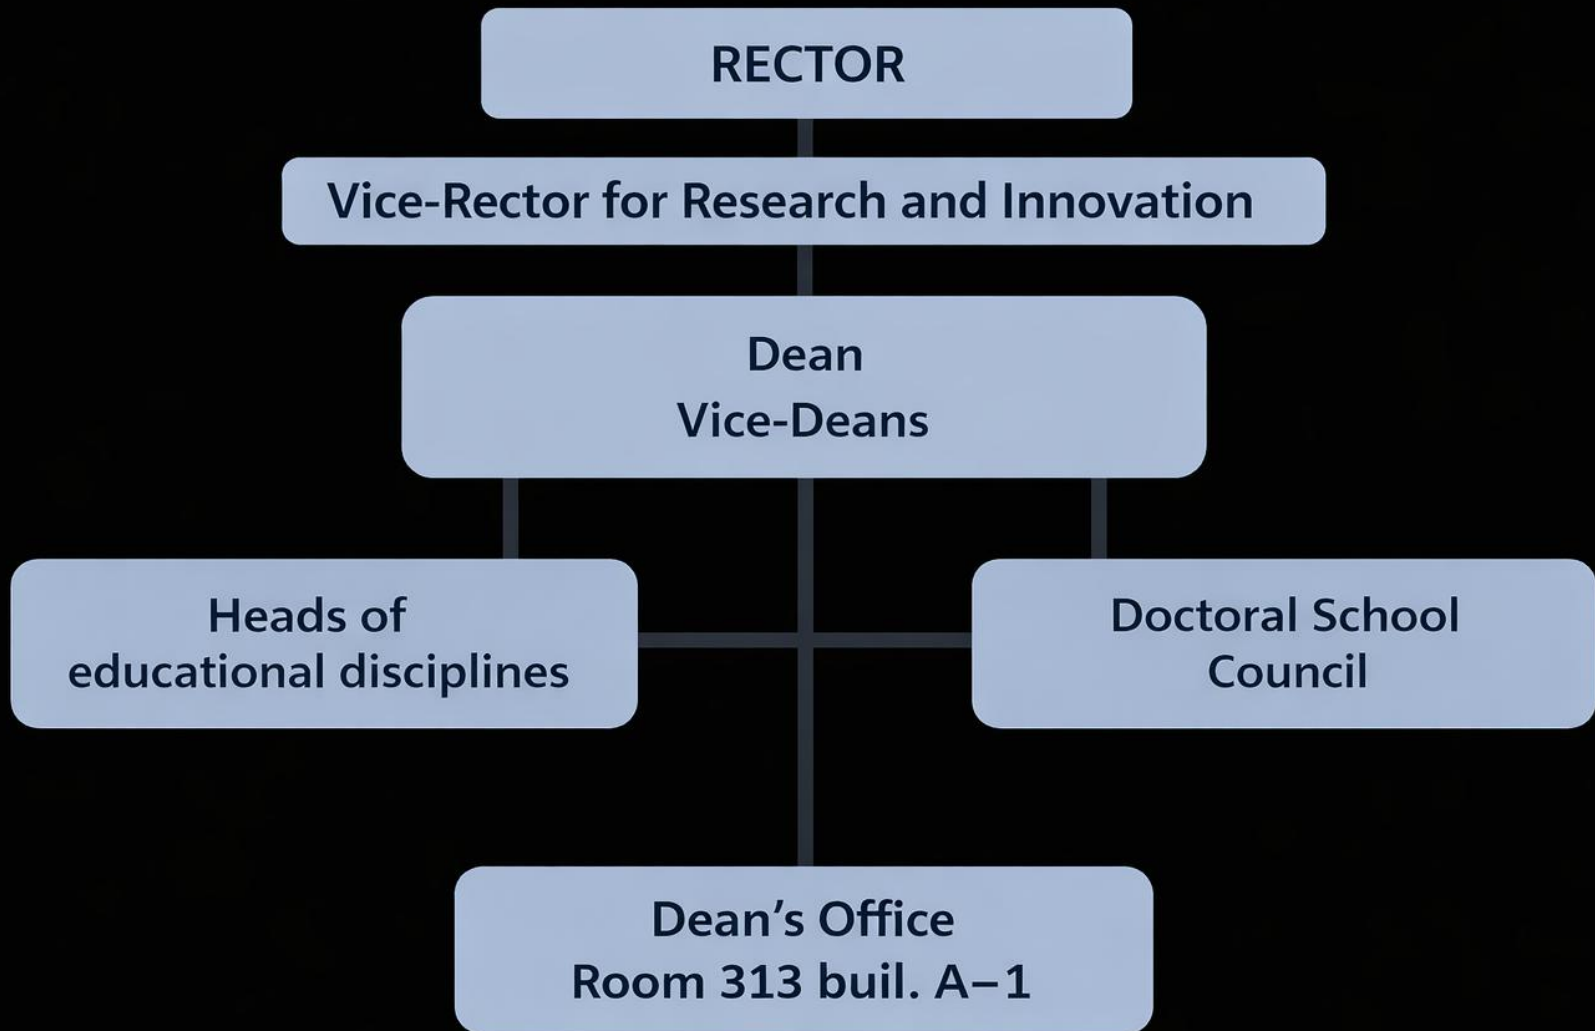 RECTOR
Vice-Rector for Research and Innovation
Dean
Vice-Deans
Heads of
educational disciplines
Doctoral School
Council
Dean’s Office
Room 313 buil. A–1